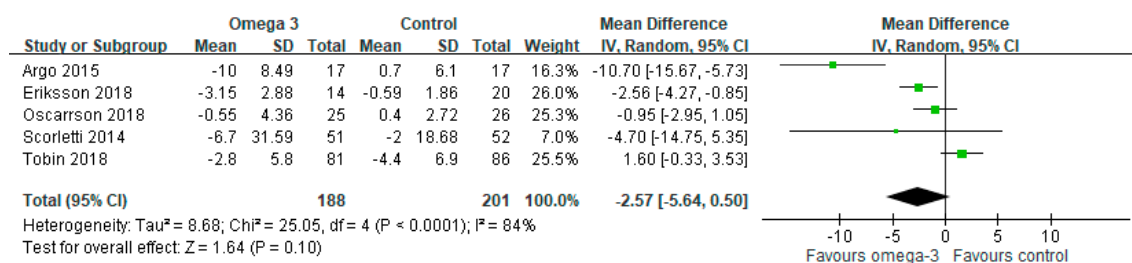 Omega 3 Control Mean Difference Mean Difference
Study or Subgroup Mean SD Total Mean SD Total Weight IV, Random, 95% CI IV, Random, 95% CI
Argo 2015 -10 8.49 17 0.7 6.1 17 16.3% -10.70 [-15.67, -5.73]
Eriksson 2018 -3.15 2.88 14 -0.59 1.86 20 26.0% -2.56 [-4.27, -0.85]
Oscarrson 2018 -0.55 4.36 25 0.4 2.72 26 25.3% -0.95 [-2.95, 1.05]
Scorletti 2014 -6.7 31.59 51 -2 18.68 52 7.0% -4.70 [-14.75, 5.35]
Tobin 2018 -2.8 5.8 81 -4.4 6.9 86 25.5% 1.60 [-0.33, 3.53]
Total (95% CI) 188 201 100.0% -2.57 [-5.64, 0.50]
Heterogeneity: Tau² = 8.68; Chi² = 25.05, df = 4 (P < 0.0001); I² = 84%
Test for overall effect: Z = 1.64 (P = 0.10)
-10 -5 0 5 10
Favours omega-3 Favours control